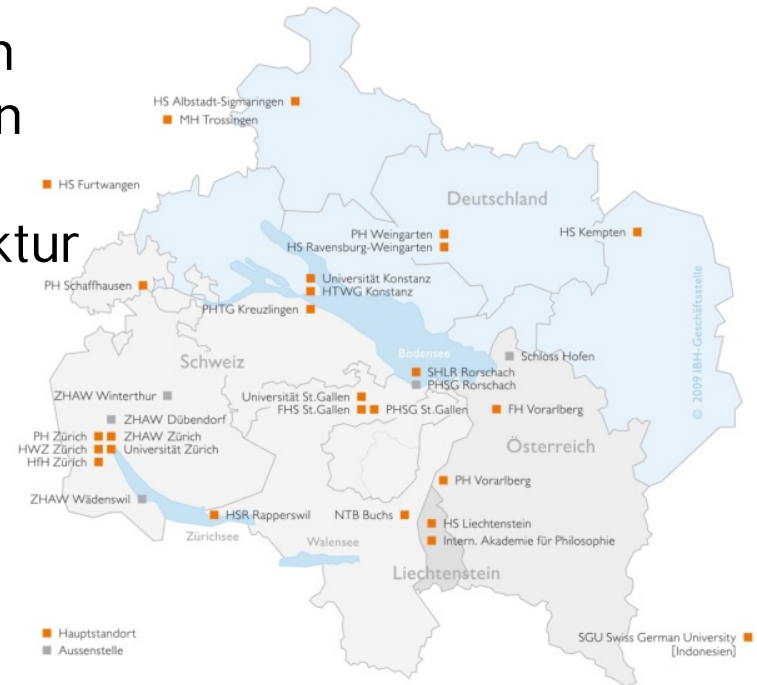 n
n
ktur
HS Albstadt-Sigmaringen
MH Trossingen
HS Furtwangen
Deutschland
PH Weingarten
HS Ravensburg-Weingarten
HS Kempten
Universität Konstanz
HTWG Konstanz
PH Schaffhausen
PHTG Kreuzlingen
© 2009 IBH-Geschäftsstelle
Bodensee
Schloss Hofen
Schweiz
SHLR Rorschach
PHSG Rorschach
ZHAW Winterthur
Universität St.Gallen
FHS St.Gallen
PHSG St.Gallen
FH Vorarlberg
ZHAW Dübendorf
PH Zürich
ZHAW Zürich
HWZ Zürich
Universität Zürich
HfH Zürich
Österreich
PH Vorarlberg
ZHAW Wädenswil
HSR Rapperswil
NTB Buchs
HS Liechtenstein
Zürichsee
Walensee
Intern. Akademie für Philosophie
Liechtenstein
Hauptstandort
Aussenstelle
SGU Swiss German University
[Indonesien]